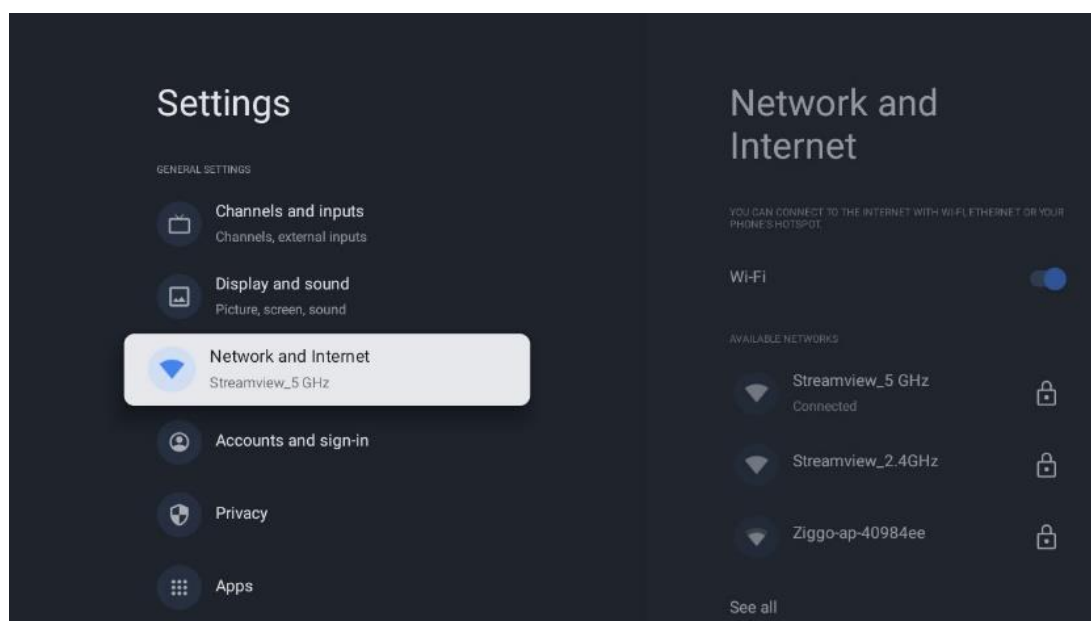 Settings
GENERAL SETTINGS
Channels and inputs
Channels, external inputs
Display and sound
Picture, screen, sound
Network and Internet
Streamview_5 GHz
Accounts and sign-in
Privacy
Apps
Network and
Internet
YOU CAN CONNECT TO THE INTERNET WITH WI-FI, ETHERNET OR YOUR
PHONE'S HOTSPOT.
Wi-Fi
AVAILABLE NETWORKS
Streamview_5 GHz
Connected
Streamview_2.4GHz
Ziggo-ap-40984ee
See all